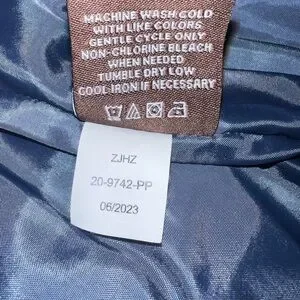 MACHINE WASH COLD
WITH LIKE COLORS
GENTLE CYCLE ONLY
NON-CHLORINE BLEACH
WHEN NEEDED
TUMBLE DRY LOW
COOL IRON IF NECESSARY
ZJHZ
20-9742-PP
06/2023